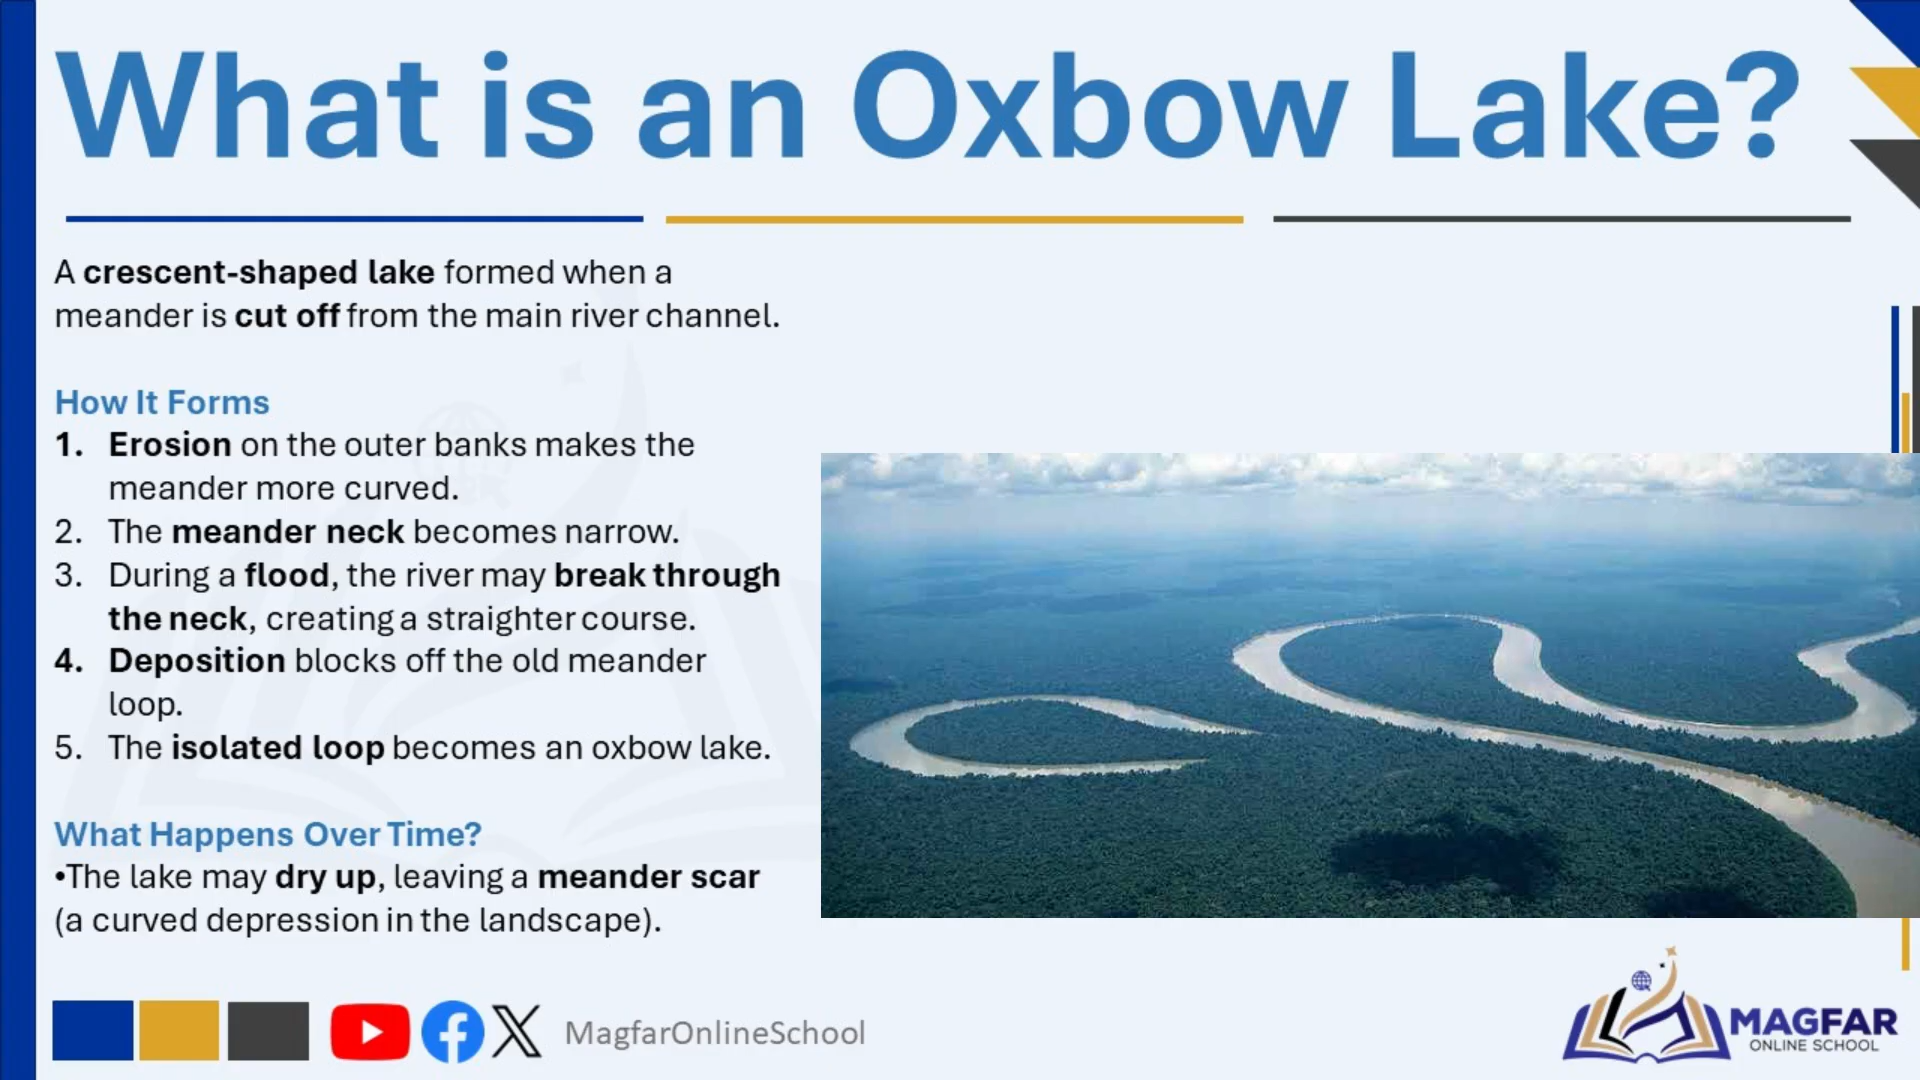 What is an Oxbow Lake?
A crescent-shaped lake formed when a
meander is cut off from the main river channel.
How It Forms
1. Erosion on the outer banks makes the
meander more curved.
2. The meander neck becomes narrow.
3. During a flood, the river may break through
the neck, creating a straighter course.
4. Deposition blocks off the old meander
loop.
5. The isolated loop becomes an oxbow lake.
What Happens Over Time?
•The lake may dry up, leaving a meander scar
(a curved depression in the landscape).
MagfarOnlineSchool
MAGFAR
ONLINE SCHOOL